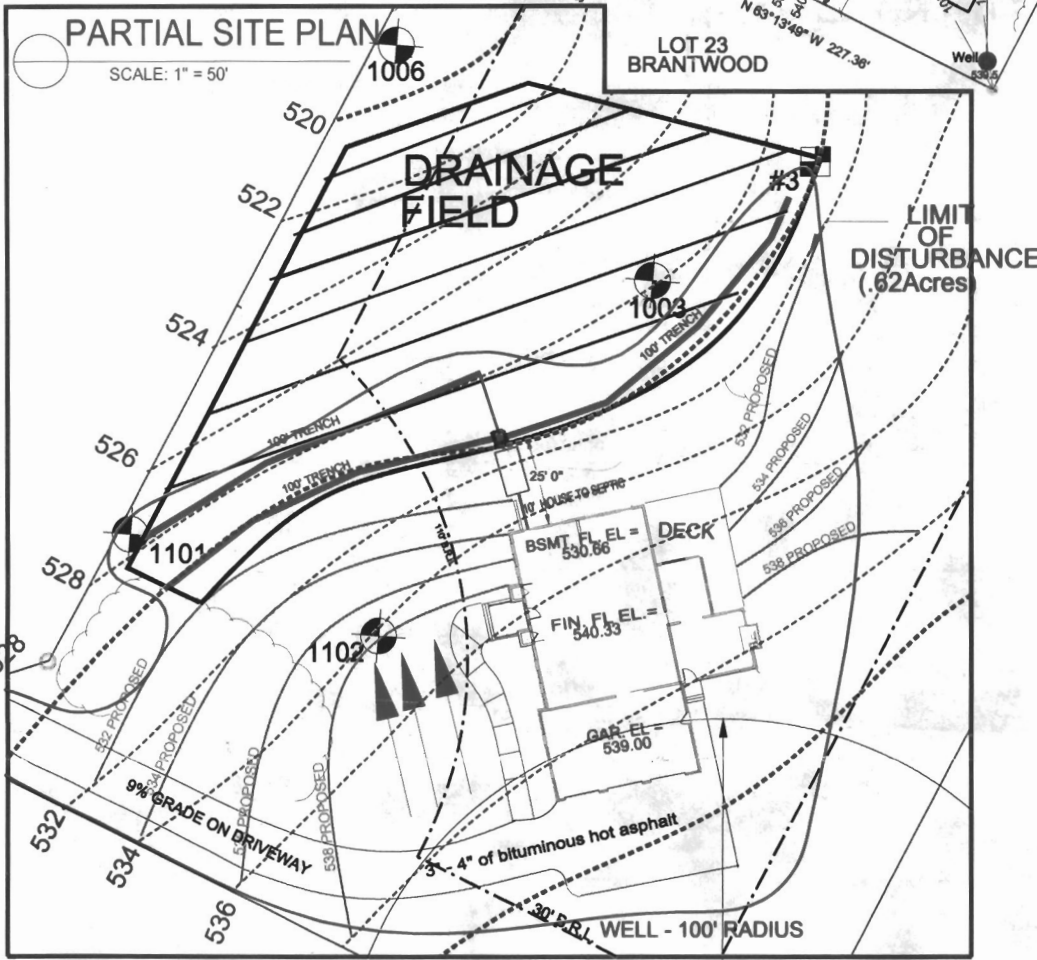 PARTIAL SITE PLAN
SCALE: 1" = 50'
1006
LOT 23
BRANTWOOD
N 63°13'49" W 227.36'
Well
539.5
520
522
524
526
528
DRAINAGE
FIELD
#3
LIMIT
OF
DISTURBANCE
(.62Acres)
1003
100' TRENCH
100' TRENCH
100' TRENCH
532 PROPOSED
534 PROPOSED
536 PROPOSED
538 PROPOSED
25' 0"
HOUSE TO SEPTIC
1101
BSMT. FL. EL =
530.66
DECK
FIN. FL. EL. =
540.33
1102
GAR. EL =
539.00
532 PROPOSED
534 PROPOSED
PROPOSED
538 PROPOSED
9% GRADE ON DRIVEWAY
3" - 4" of bituminous hot asphalt
532
534
536
30' B.R.L.
WELL - 100' RADIUS